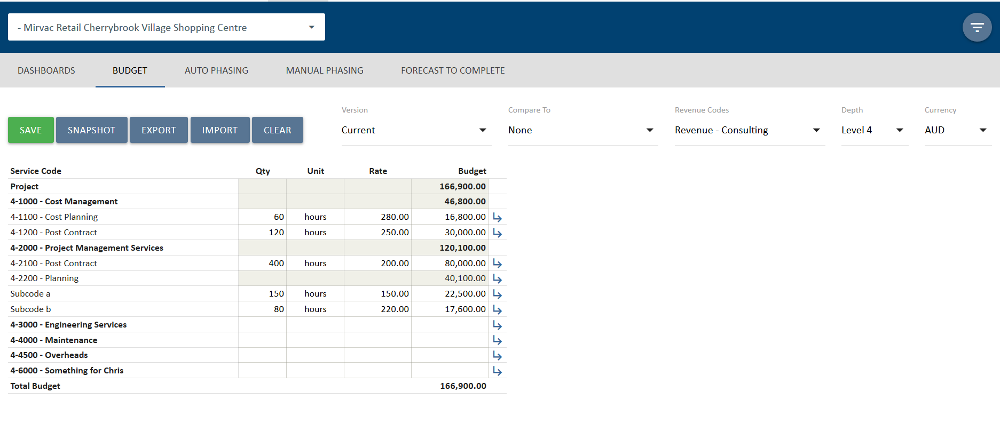 - Mirvac Retail Cherrybrook Village Shopping Centre
DASHBOARDS BUDGET AUTO PHASING MANUAL PHASING FORECAST TO COMPLETE
Version Compare To Revenue Codes Depth Currency
SAVE SNAPSHOT EXPORT IMPORT CLEAR Current None Revenue - Consulting Level 4 AUD
Service Code Qty Unit Rate Budget
Project 166,900.00
4-1000 - Cost Management 46,800.00
4-1100 - Cost Planning 60 hours 280.00 16,800.00
4-1200 - Post Contract 120 hours 250.00 30,000.00
4-2000 - Project Management Services 120,100.00
4-2100 - Post Contract 400 hours 200.00 80,000.00
4-2200 - Planning 40,100.00
Subcode a 150 hours 150.00 22,500.00
Subcode b 80 hours 220.00 17,600.00
4-3000 - Engineering Services
4-4000 - Maintenance
4-4500 - Overheads
4-6000 - Something for Chris
Total Budget 166,900.00